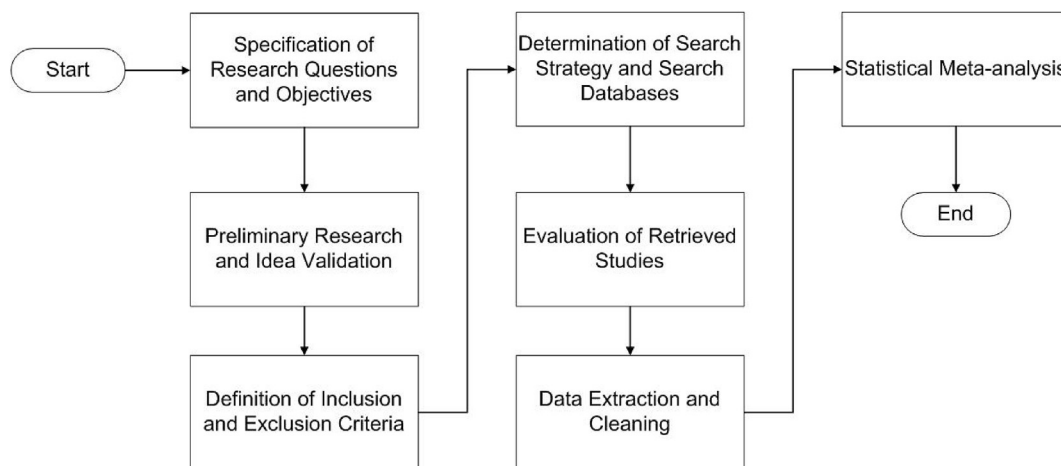 Start
Specification of
Research Questions
and Objectives
Preliminary Research
and Idea Validation
Definition of Inclusion
and Exclusion Criteria
Determination of Search
Strategy and Search
Databases
Evaluation of Retrieved
Studies
Data Extraction and
Cleaning
Statistical Meta-analysis
End